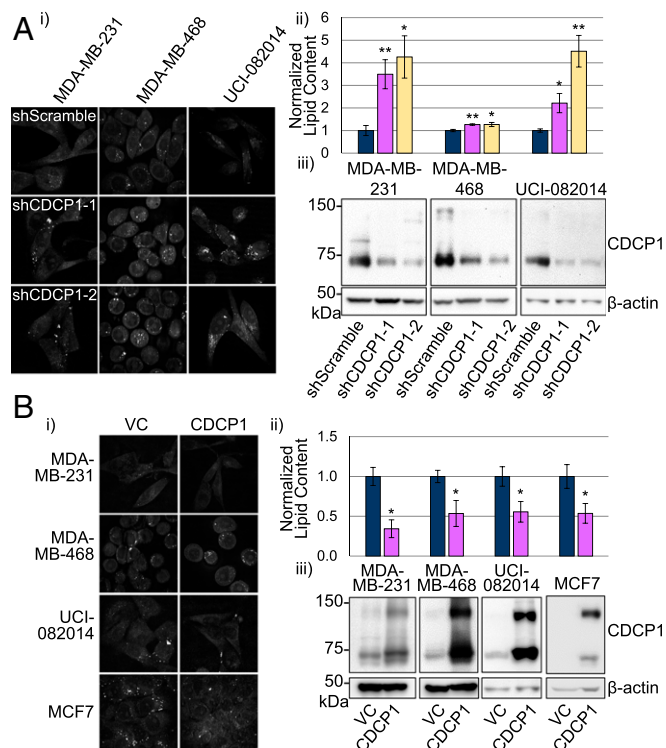 A
i)
MDA-MB-231
MDA-MB-468
UCI-082014
shScramble
shCDCP1-1
shCDCP1-2
ii)
Normalized
Lipid Content
6
5
4
3
2
1
0
** *
** *
* **
iii)
MDA-MB-
231
MDA-MB-
468
UCI-082014
150
75
50
kDa
CDCP1
β-actin
shScramble
shCDCP1-1
shCDCP1-2
shScramble
shCDCP1-1
shCDCP1-2
shScramble
shCDCP1-1
shCDCP1-2
B
i)
VC CDCP1
MDA-
MB-231
MDA-
MB-468
UCI-
082014
MCF7
ii)
Normalized
Lipid Content
1.5
1.0
0.5
0.0
* * * *
iii)
MDA-
MB-231
MDA-
MB-468
UCI-
082014
MCF7
150
75
50
kDa
CDCP1
β-actin
VC
CDCP1
VC
CDCP1
VC
CDCP1
VC
CDCP1